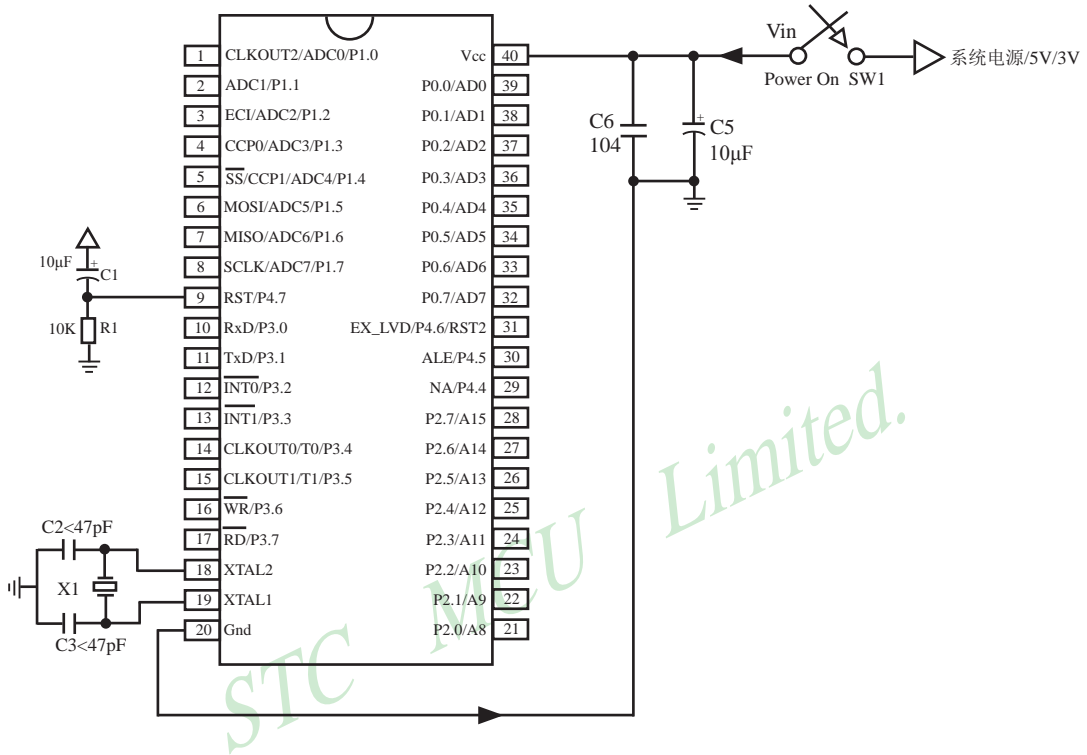 1 CLKOUT2/ADC0/P1.0
2 ADC1/P1.1
3 ECI/ADC2/P1.2
4 CCP0/ADC3/P1.3
5 SS/CCP1/ADC4/P1.4
6 MOSI/ADC5/P1.5
7 MISO/ADC6/P1.6
8 SCLK/ADC7/P1.7
9 RST/P4.7
10 RxD/P3.0
11 TxD/P3.1
12 INT0/P3.2
13 INT1/P3.3
14 CLKOUT0/T0/P3.4
15 CLKOUT1/T1/P3.5
16 WR/P3.6
17 RD/P3.7
18 XTAL2
19 XTAL1
20 Gnd
Vcc 40
P0.0/AD0 39
P0.1/AD1 38
P0.2/AD2 37
P0.3/AD3 36
P0.4/AD4 35
P0.5/AD5 34
P0.6/AD6 33
P0.7/AD7 32
EX_LVD/P4.6/RST2 31
ALE/P4.5 30
NA/P4.4 29
P2.7/A15 28
P2.6/A14 27
P2.5/A13 26
P2.4/A12 25
P2.3/A11 24
P2.2/A10 23
P2.1/A9 22
P2.0/A8 21
10μF + C1
10K R1
C2<47pF
X1
C3<47pF
Vin
Power On SW1
系统电源/5V/3V
C6
104
+ C5
10μF
STC MCU Limited.